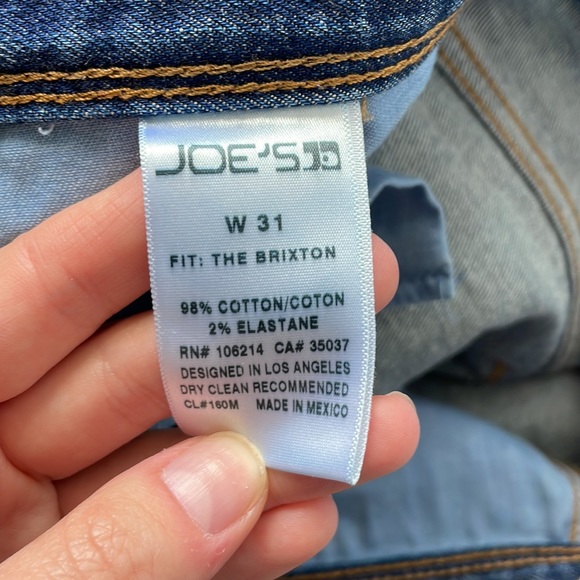 JOE'S
W 31
FIT: THE BRIXTON
98% COTTON/COTON
2% ELASTANE
RN# 106214 CA# 35037
DESIGNED IN LOS ANGELES
DRY CLEAN RECOMMENDED
CL#160M MADE IN MEXICO